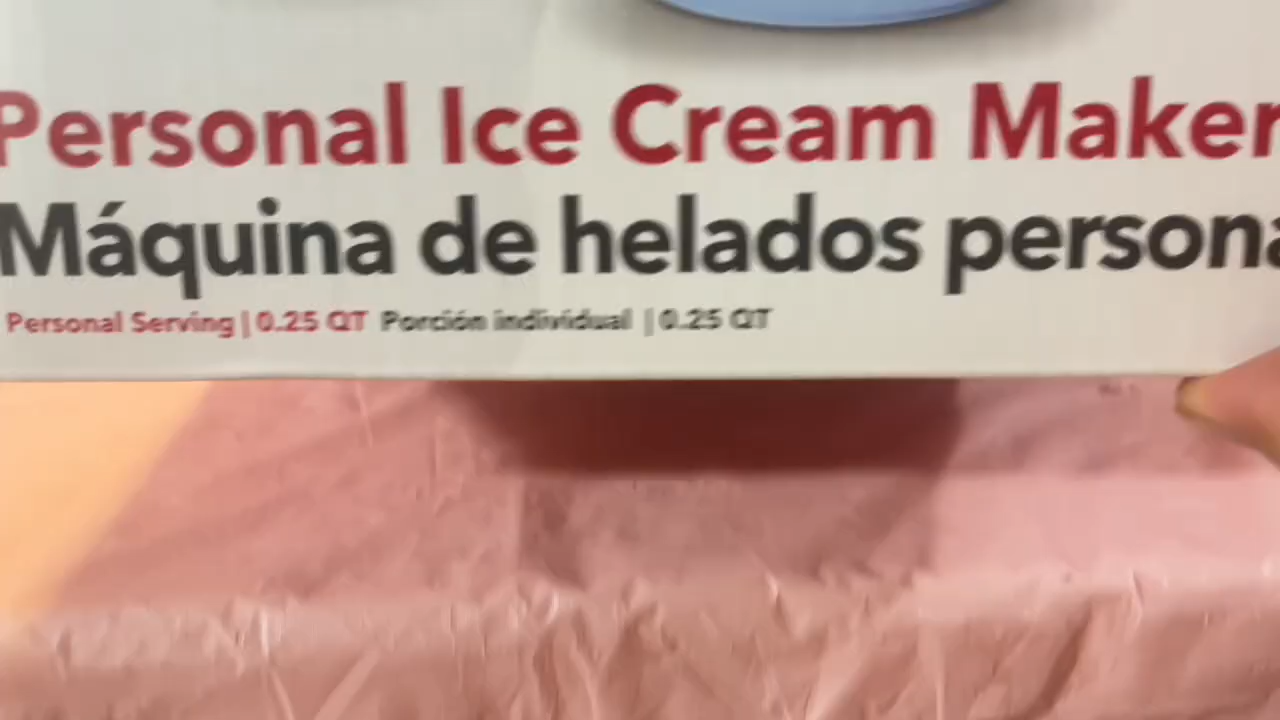 Personal Ice Cream Maker
Máquina de helados persona
Personal Serving | 0.25 QT Porción individual | 0.25 QT